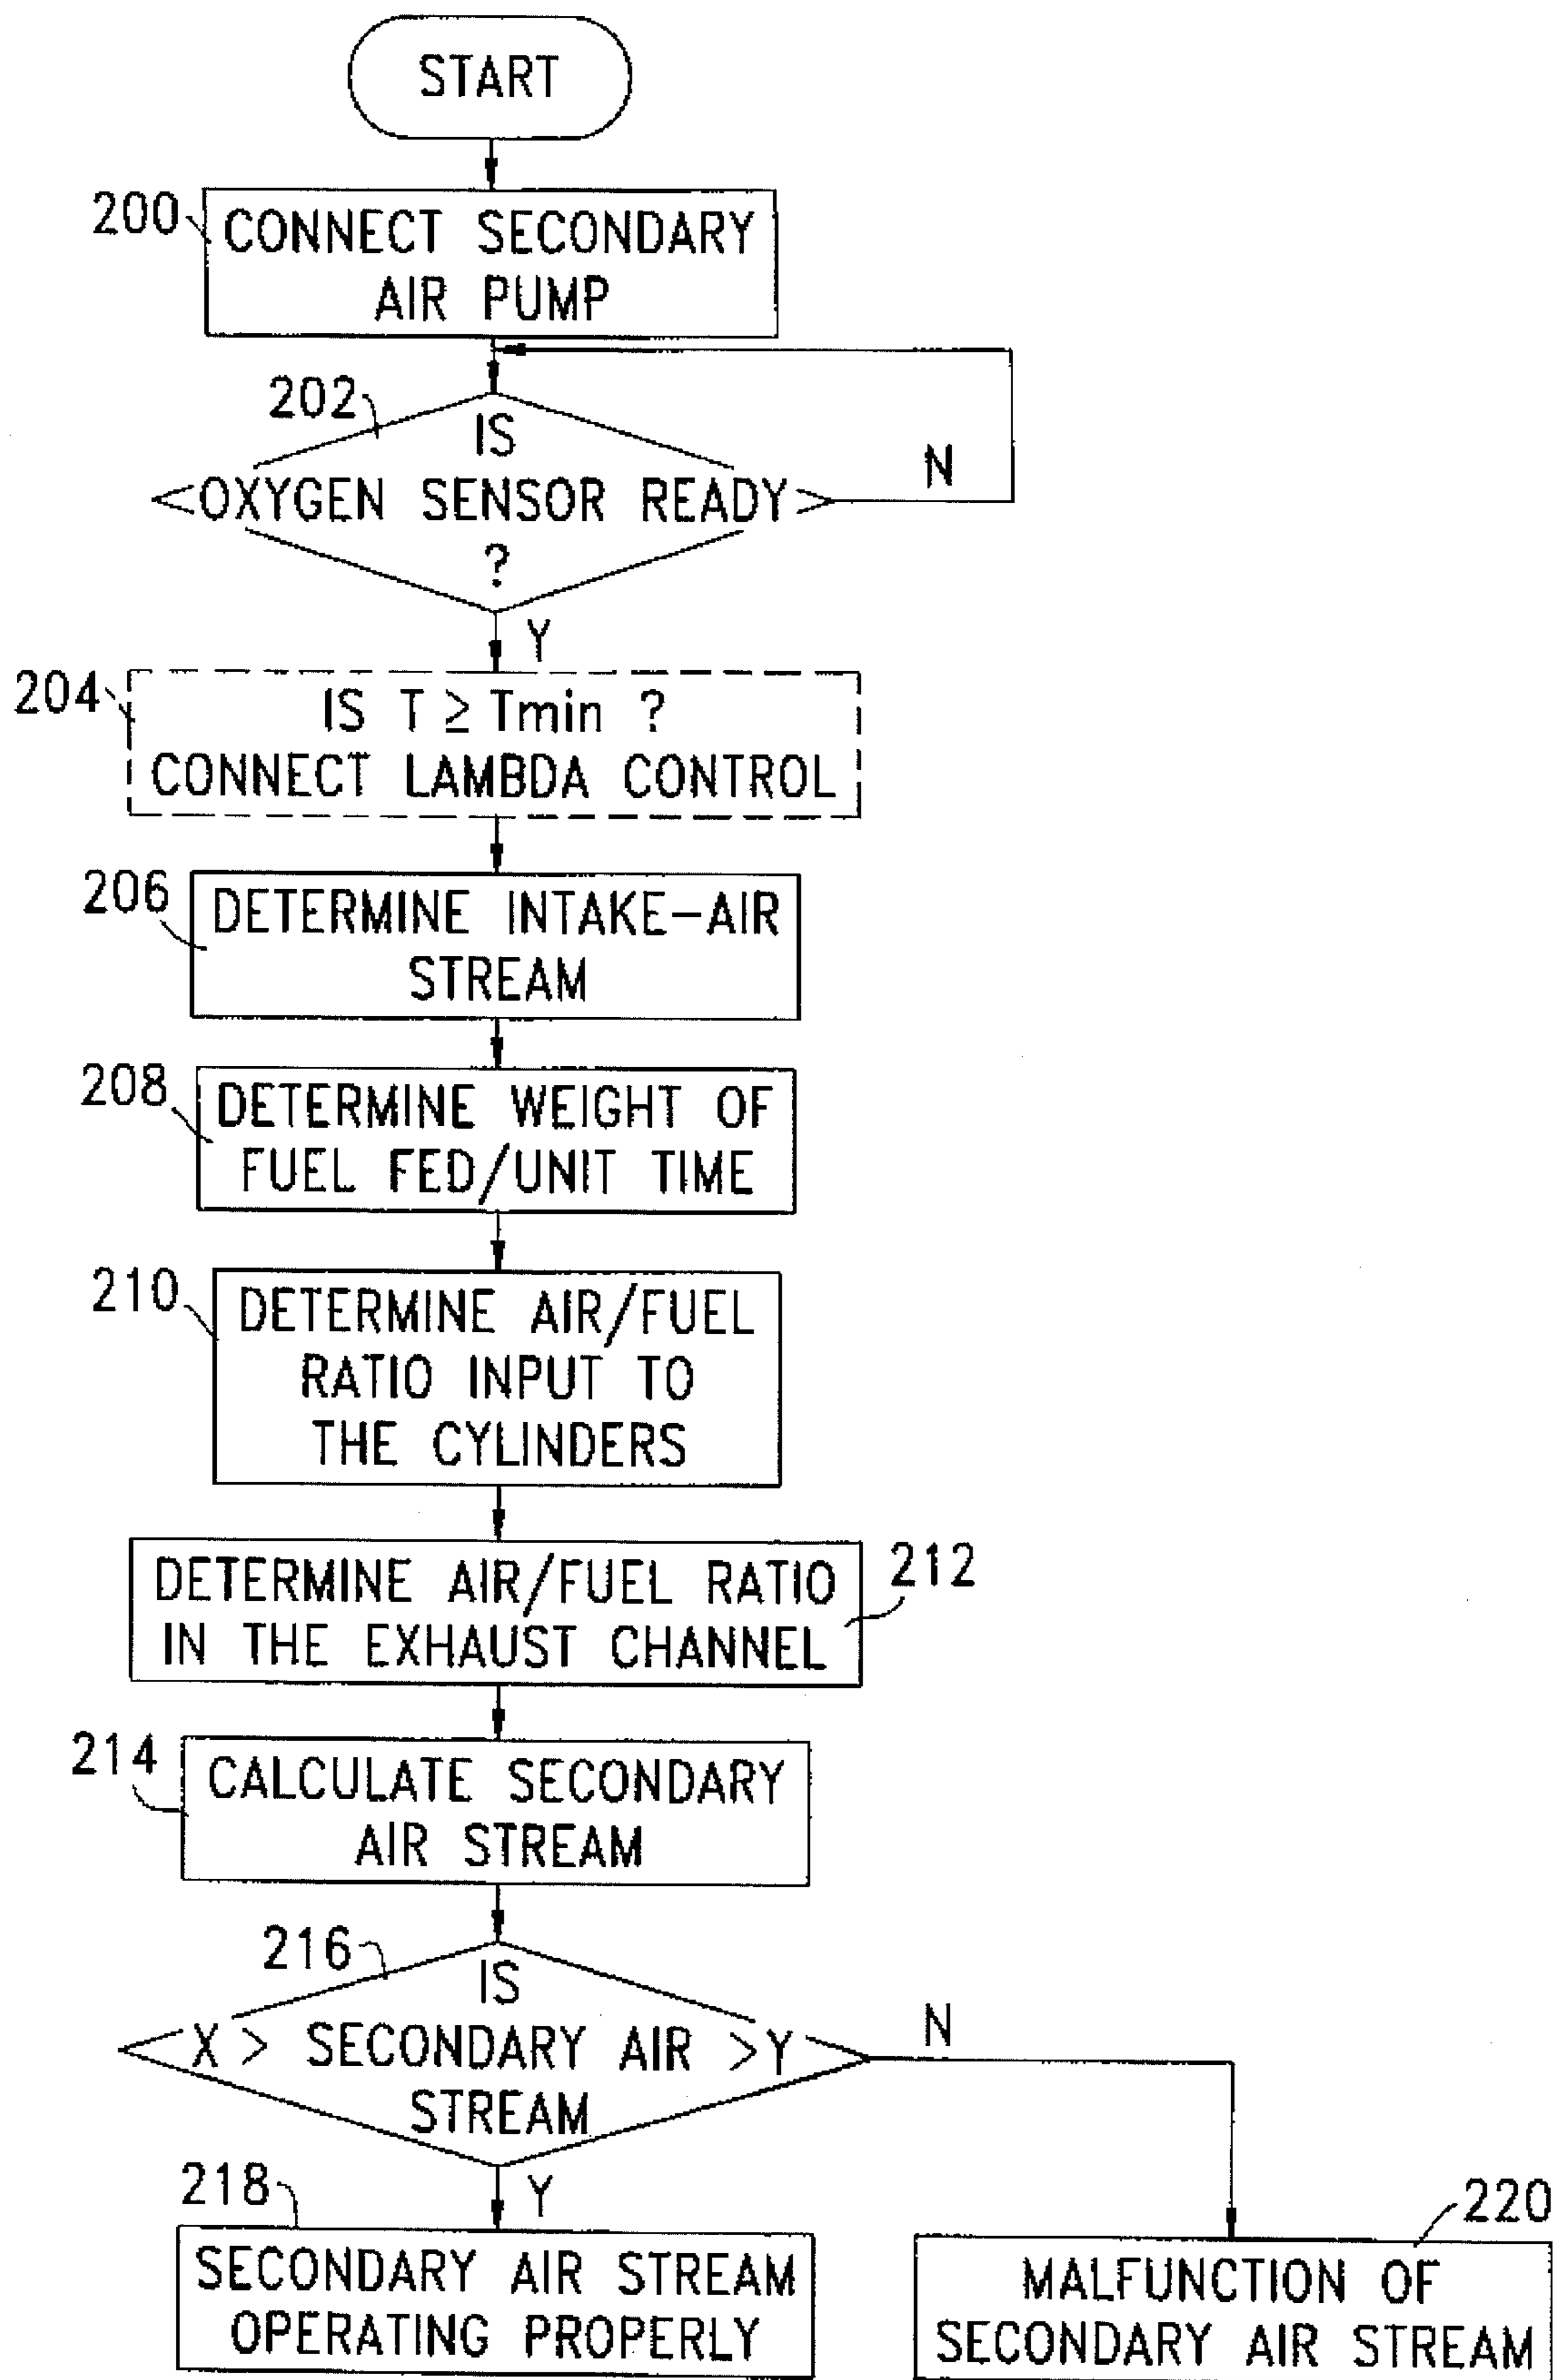 START
200
CONNECT SECONDARY
AIR PUMP
202
IS
OXYGEN SENSOR READY
?
N
Y
204
IS T ≥ Tmin ?
CONNECT LAMBDA CONTROL
206
DETERMINE INTAKE-AIR
STREAM
208
DETERMINE WEIGHT OF
FUEL FED/UNIT TIME
210
DETERMINE AIR/FUEL
RATIO INPUT TO
THE CYLINDERS
212
DETERMINE AIR/FUEL RATIO
IN THE EXHAUST CHANNEL
214
CALCULATE SECONDARY
AIR STREAM
216
IS
X > SECONDARY AIR >Y
STREAM
N
Y
218
SECONDARY AIR STREAM
OPERATING PROPERLY
220
MALFUNCTION OF
SECONDARY AIR STREAM